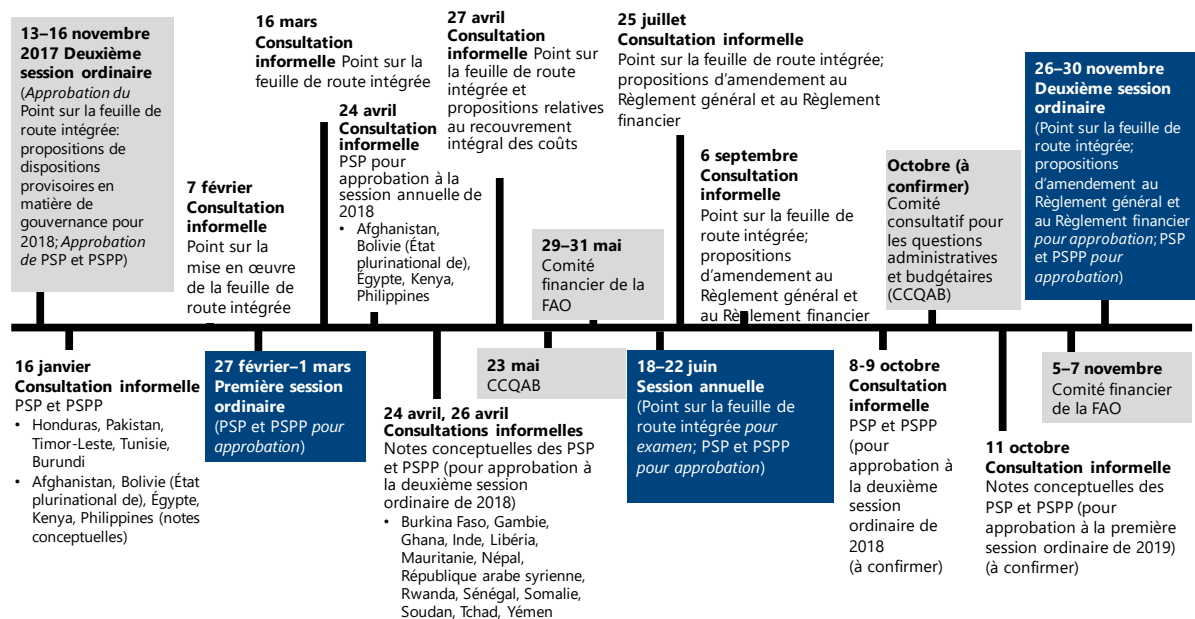 13–16 novembre
2017 Deuxième
session ordinaire
(Approbation du
Point sur la feuille de
route intégrée:
propositions de
dispositions
provisoires en
matière de
gouvernance pour
2018; Approbation
de PSP et PSPP)
7 février
Consultation
informelle
Point sur la
mise en œuvre
de la feuille de
route intégrée
16 mars
Consultation
informelle Point sur la
feuille de route intégrée
24 avril
Consultation
informelle
PSP pour
approbation à la
session annuelle de
2018
• Afghanistan,
Bolivie (État
plurinational de),
Égypte, Kenya,
Philippines
27 avril
Consultation
informelle Point sur
la feuille de route
intégrée et
propositions relatives
au recouvrement
intégral des coûts
29–31 mai
Comité
financier de la
FAO
25 juillet
Consultation informelle
Point sur la feuille de route intégrée;
propositions d’amendement au
Règlement général et au Règlement
financier
6 septembre
Consultation
informelle
Point sur la feuille de
route intégrée;
propositions
d’amendement au
Règlement général et
au Règlement financier
Octobre (à
confirmer)
Comité
consultatif pour
les questions
administratives
et budgétaires
(CCQAB)
26–30 novembre
Deuxième session
ordinaire
(Point sur la feuille de
route intégrée;
propositions
d’amendement au
Règlement général et
au Règlement financier
pour approbation; PSP
et PSPP pour
approbation)
16 janvier
Consultation informelle
PSP et PSPP
• Honduras, Pakistan,
Timor-Leste, Tunisie,
Burundi
• Afghanistan, Bolivie (État
plurinational de), Égypte,
Kenya, Philippines (notes
conceptuelles)
27 février–1 mars
Première session
ordinaire
(PSP et PSPP pour
approbation)
24 avril, 26 avril
Consultations informelles
Notes conceptuelles des PSP
et PSPP (pour approbation à
la deuxième session
ordinaire de 2018)
• Burkina Faso, Gambie,
Ghana, Inde, Libéria,
Mauritanie, Népal,
République arabe syrienne,
Rwanda, Sénégal, Somalie,
Soudan, Tchad, Yémen
23 mai
CCQAB
18–22 juin
Session annuelle
(Point sur la feuille de
route intégrée pour
examen; PSP et PSPP
pour approbation)
8-9 octobre
Consultation
informelle
PSP et PSPP
(pour
approbation à
la deuxième
session
ordinaire de
2018
(à confirmer)
11 octobre
Consultation informelle
Notes conceptuelles des
PSP et PSPP (pour
approbation à la première
session ordinaire de 2019)
(à confirmer)
5–7 novembre
Comité financier
de la FAO